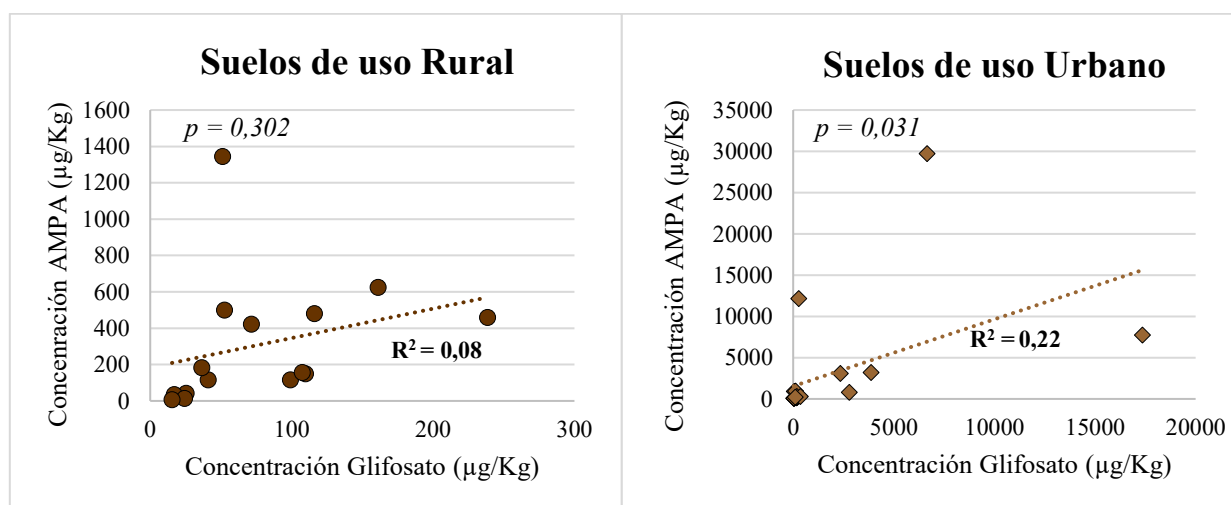 Suelos de uso Rural
Concenración AMPA (µg/Kg)
1600
1400
1200
1000
800
600
400
200
0
p = 0,302
R² = 0,08
0
100
200
300
Concentración Glifosato (µg/Kg)
Suelos de uso Urbano
Concentración AMPA (µg/Kg)
35000
30000
25000
20000
15000
10000
5000
0
p = 0,031
R² = 0,22
0
5000
10000
15000
20000
Concentración Glifosato (µg/Kg)